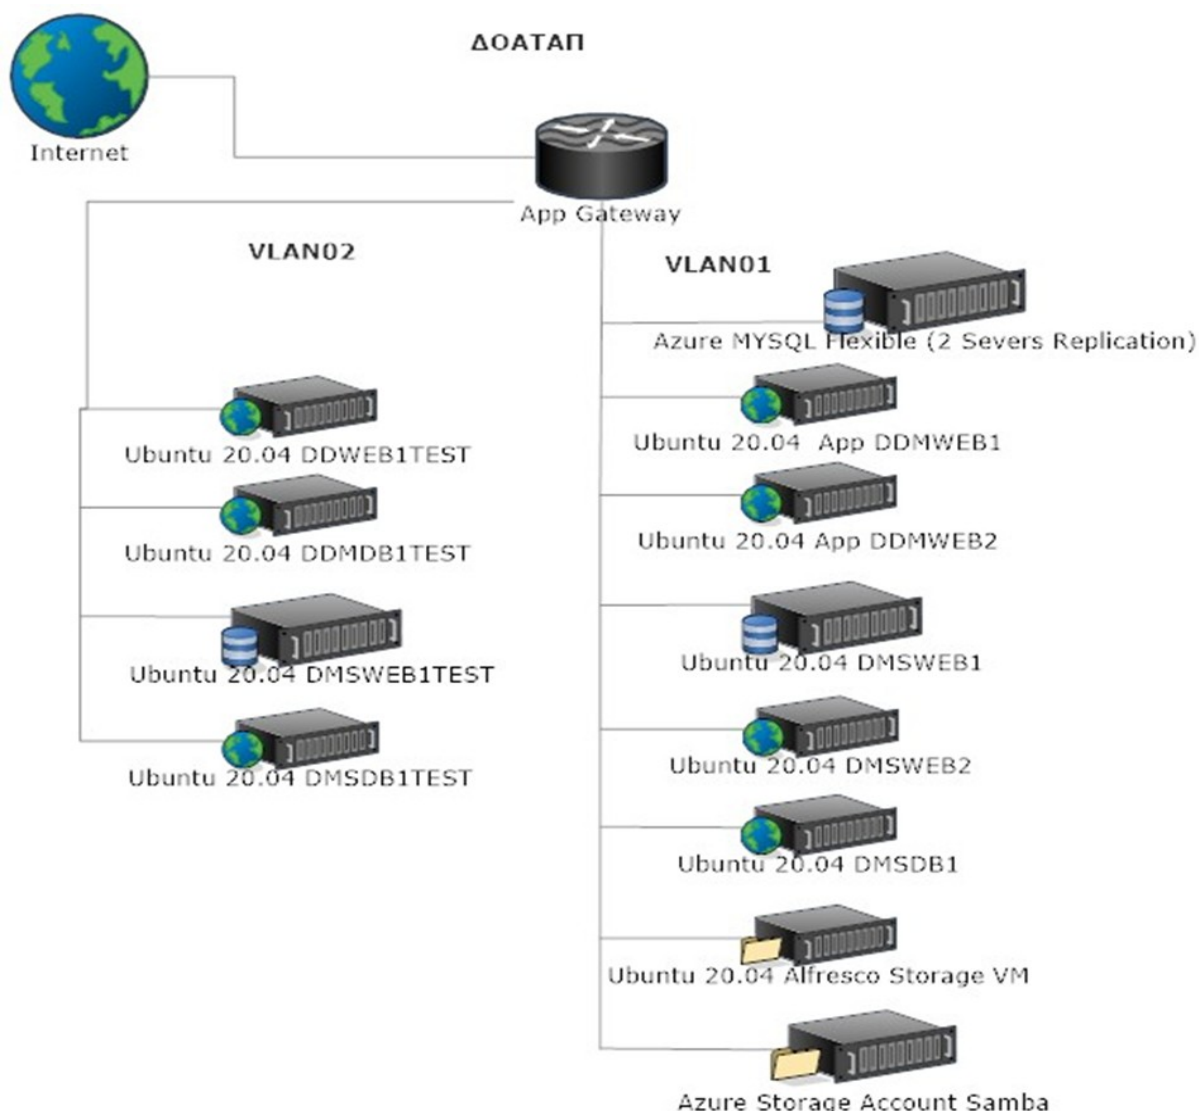 ΔΟΑΤΑΠ
Internet
App Gateway
VLAN02
VLAN01
Azure MYSQL Flexible (2 Severs Replication)
Ubuntu 20.04 DDWEB1TEST
Ubuntu 20.04 App DDMWEB1
Ubuntu 20.04 DDMDB1TEST
Ubuntu 20.04 App DDMWEB2
Ubuntu 20.04 DMSWEB1TEST
Ubuntu 20.04 DMSWEB1
Ubuntu 20.04 DMSDB1TEST
Ubuntu 20.04 DMSWEB2
Ubuntu 20.04 DMSDB1
Ubuntu 20.04 Alfresco Storage VM
Azure Storage Account Samba